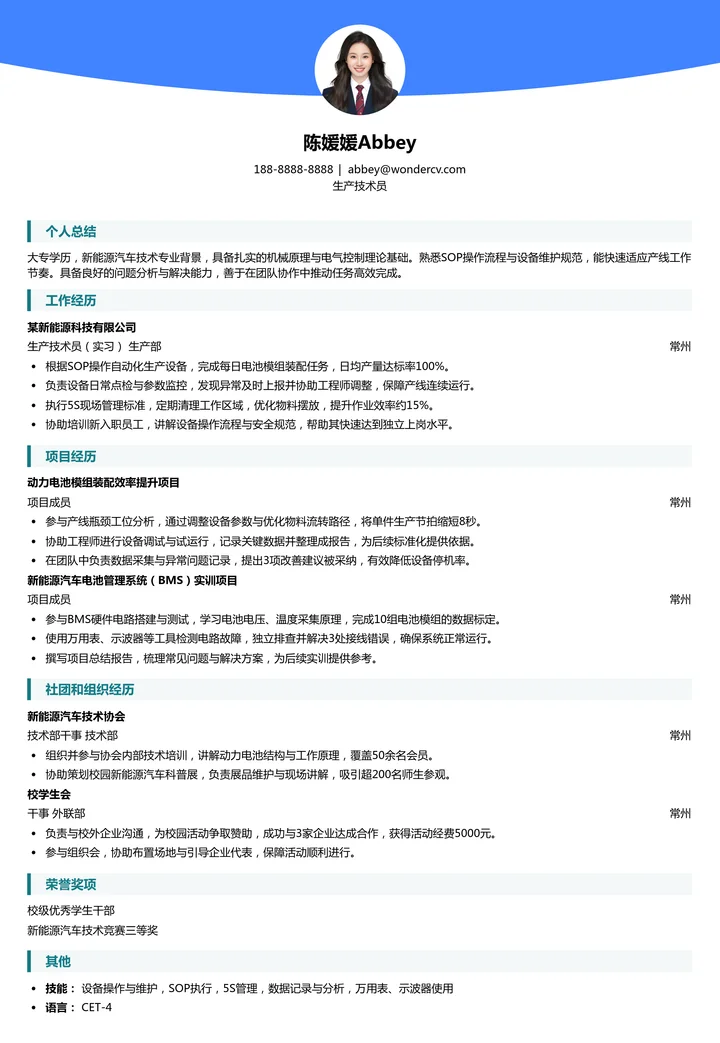 陈媛媛Abbey
188-8888-8888 | abbey@wondercv.com
生产技术员
个人总结
大专学历，新能源汽车技术专业背景，具备扎实的机械原理与电气控制理论基础。熟悉SOP操作流程与设备维护规范，能快速适应产线工作
节奏。具备良好的问题分析与解决能力，善于在团队协作中推动任务高效完成。
工作经历
某新能源科技有限公司
生产技术员（实习） 生产部 常州
• 根据SOP操作自动化生产设备，完成每日电池模组装配任务，日均产量达标率100%。
• 负责设备日常点检与参数监控，发现异常及时上报并协助工程师调整，保障产线连续运行。
• 执行5S现场管理标准，定期清理工作区域，优化物料摆放，提升作业效率约15%。
• 协助培训新入职员工，讲解设备操作流程与安全规范，帮助其快速达到独立上岗水平。
项目经历
动力电池模组装配效率提升项目
项目成员 常州
• 参与产线瓶颈工位分析，通过调整设备参数与优化物料流转路径，将单件生产节拍缩短8秒。
• 协助工程师进行设备调试与试运行，记录关键数据并整理成报告，为后续标准化提供依据。
• 在团队中负责数据采集与异常问题记录，提出3项改善建议被采纳，有效降低设备停机率。
新能源汽车电池管理系统（BMS）实训项目
项目成员 常州
• 参与BMS硬件电路搭建与测试，学习电池电压、温度采集原理，完成10组电池模组的数据标定。
• 使用万用表、示波器等工具检测电路故障，独立排查并解决3处接线错误，确保系统正常运行。
• 撰写项目总结报告，梳理常见问题与解决方案，为后续实训提供参考。
社团和组织经历
新能源汽车技术协会
技术部干事 技术部 常州
• 组织并参与协会内部技术培训，讲解动力电池结构与工作原理，覆盖50余名会员。
• 协助策划校园新能源汽车科普展，负责展品维护与现场讲解，吸引超200名师生参观。
校学生会
干事 外联部 常州
• 负责与校外企业沟通，为校园活动争取赞助，成功与3家企业达成合作，获得活动经费5000元。
• 参与组织会，协助布置场地与引导企业代表，保障活动顺利进行。
荣誉奖项
校级优秀学生干部
新能源汽车技术竞赛三等奖
其他
• 技能： 设备操作与维护，SOP执行，5S管理，数据记录与分析，万用表、示波器使用
• 语言： CET-4